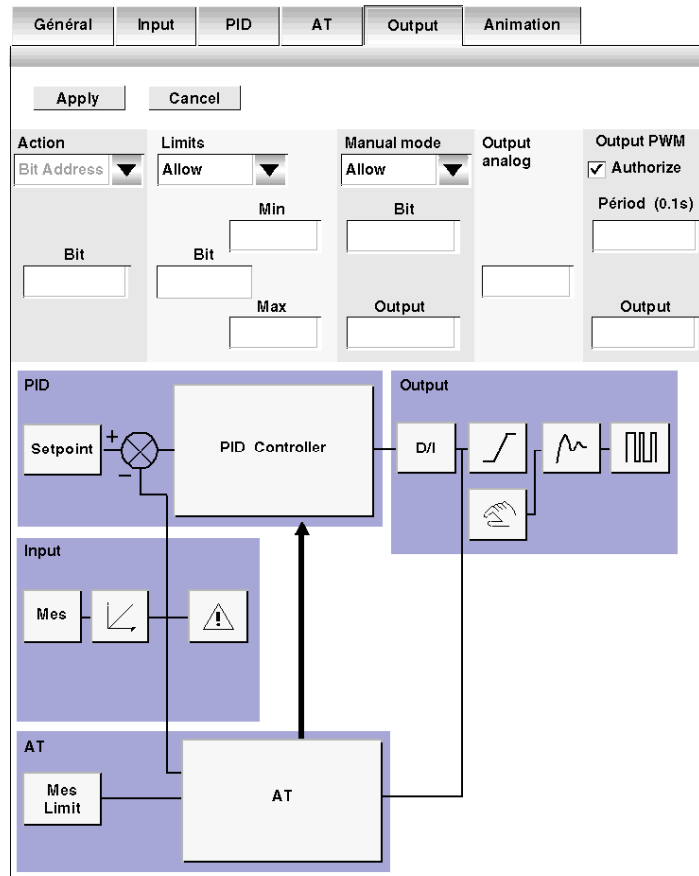 Général Input PID AT Output Animation
Apply Cancel
Action Limits Manual mode Output analog Output PWM
Bit Address Allow Allow Authorize
Min Périod (0.1s)
Bit Bit Bit
Max Output Output
PID Output
Setpoint + − PID Controller D/I
Input
Mes
AT
Mes Limit AT